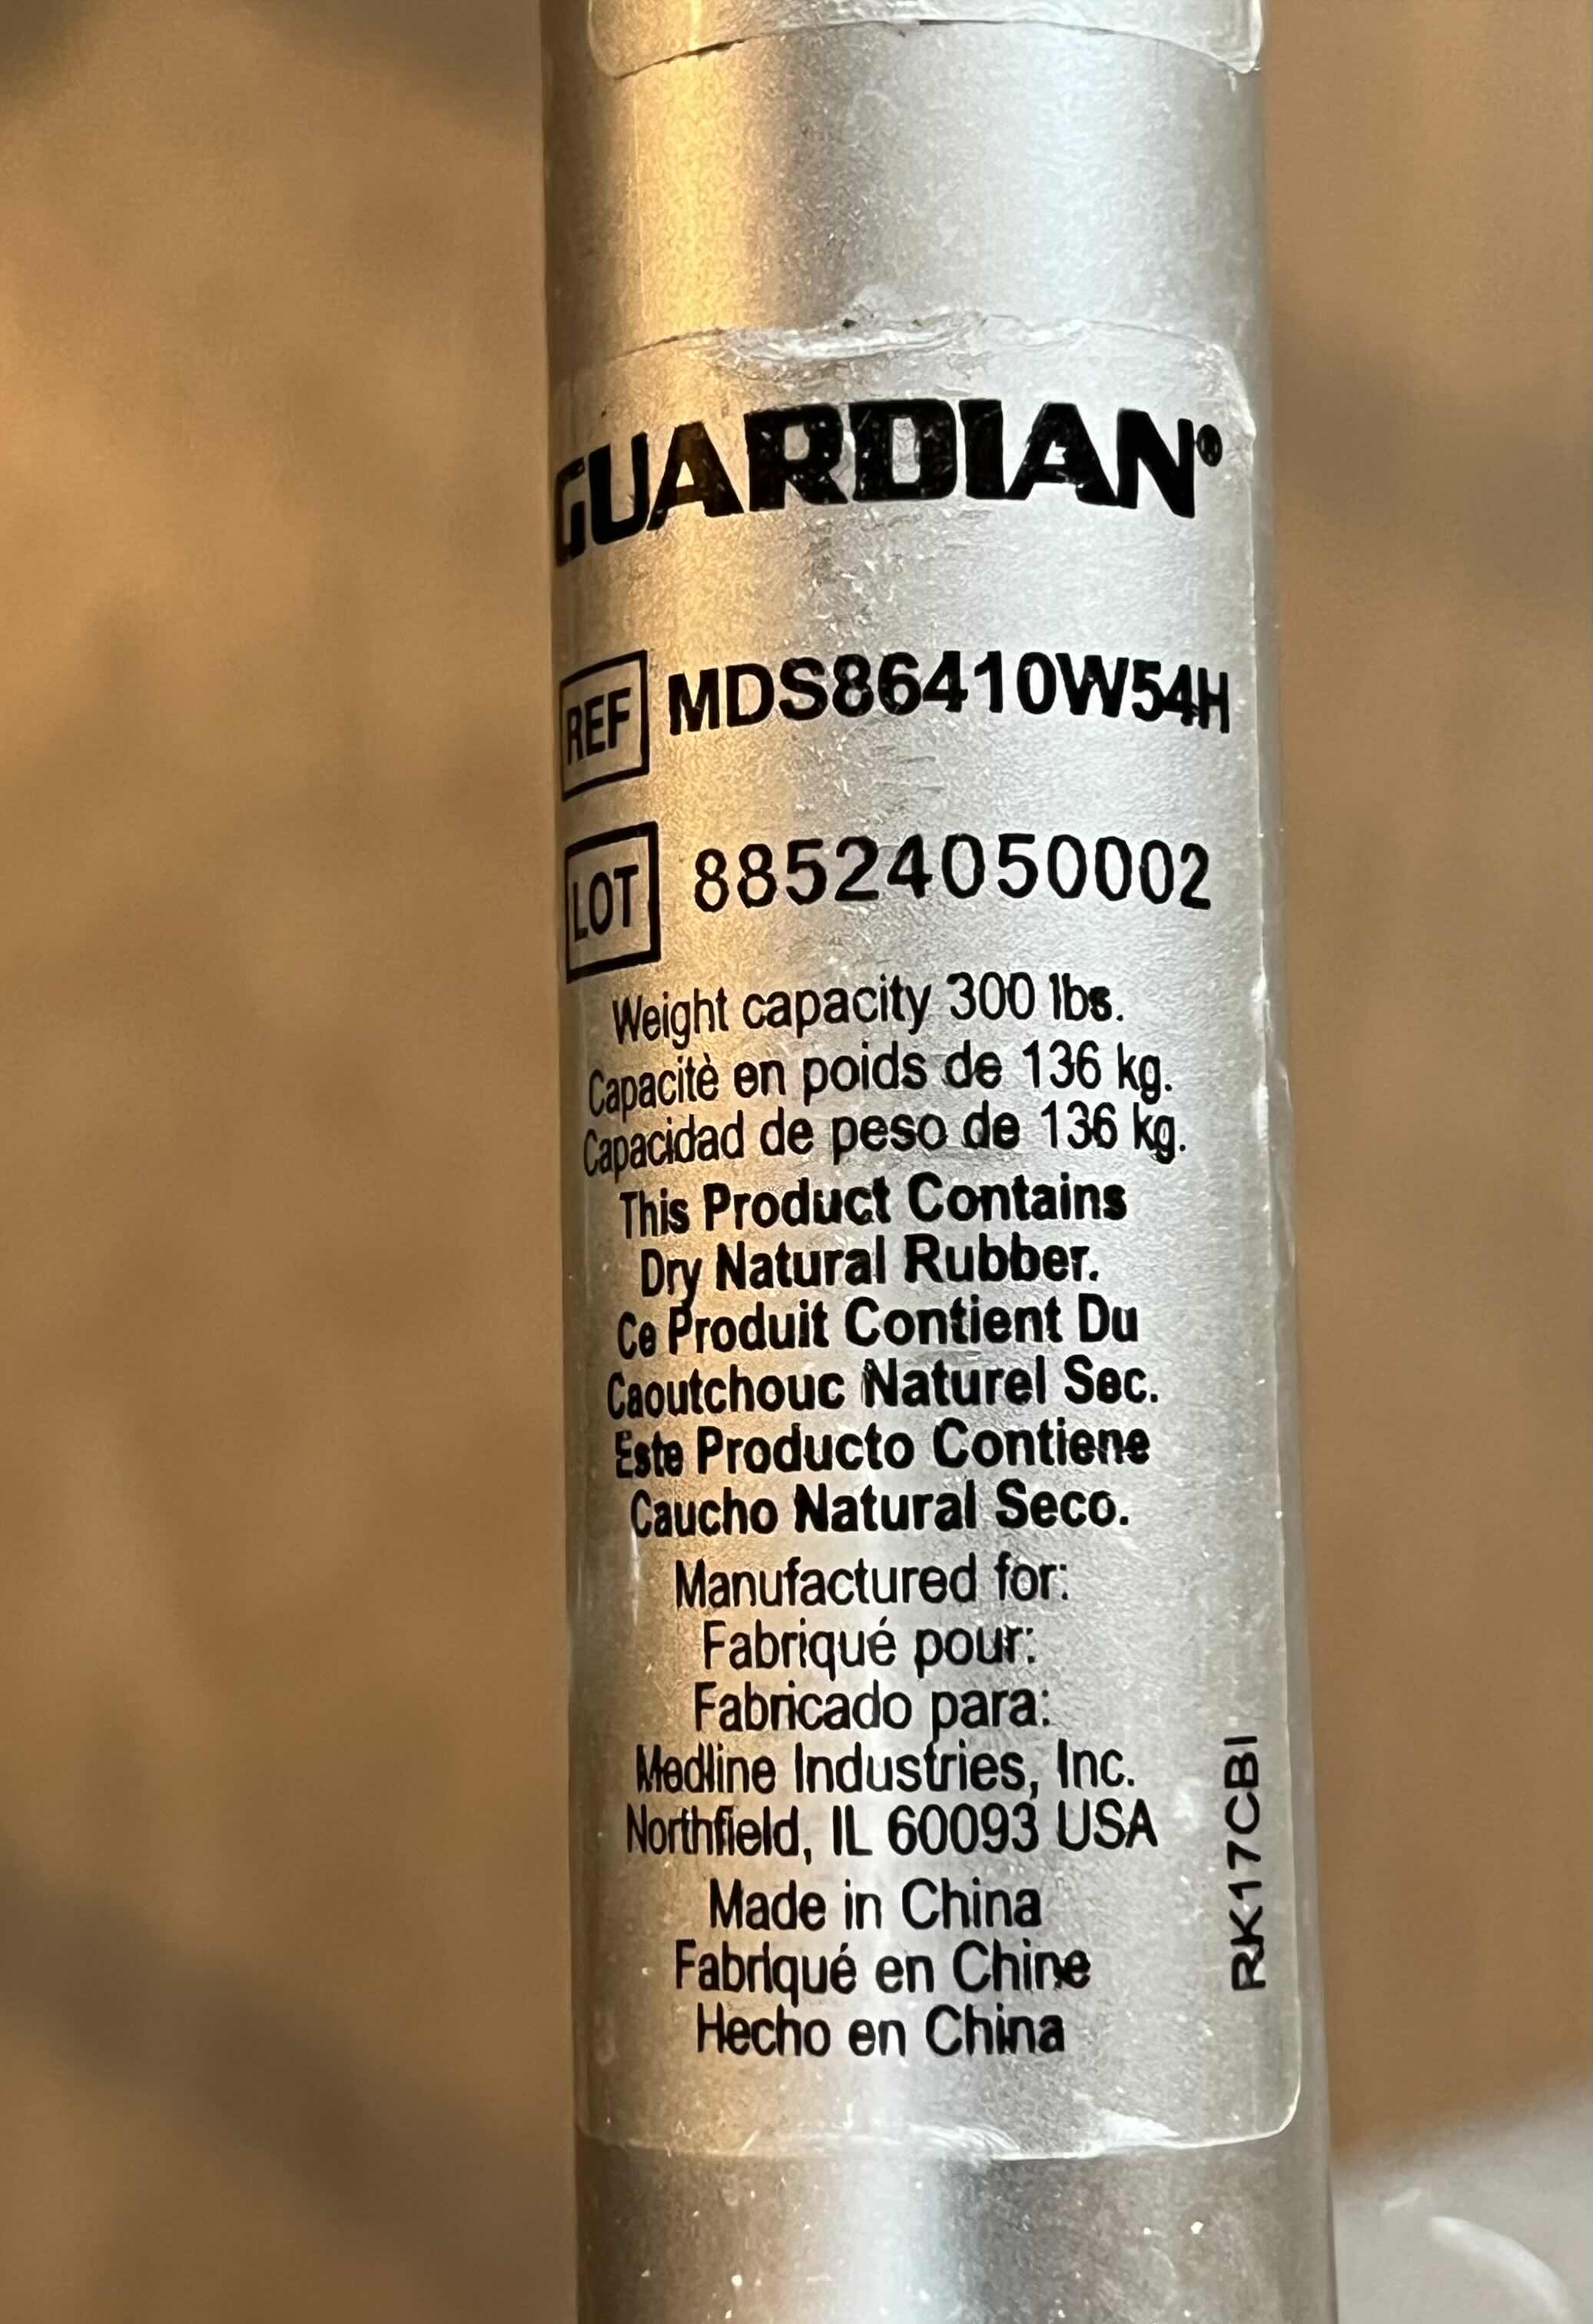 GUARDIAN®
REF MDS86410W54H
LOT 88524050002
Weight capacity 300 lbs.
Capacitè en poids de 136 kg.
Capacidad de peso de 136 kg.
This Product Contains
Dry Natural Rubber.
Ce Produit Contient Du
Caoutchouc Naturel Sec.
Este Producto Contiene
Caucho Natural Seco.
Manufactured for:
Fabriqué pour:
Fabricado para:
Medline Industries, Inc.
Northfield, IL 60093 USA
Made in China
Fabriqué en Chine
Hecho en China
RK17CBI